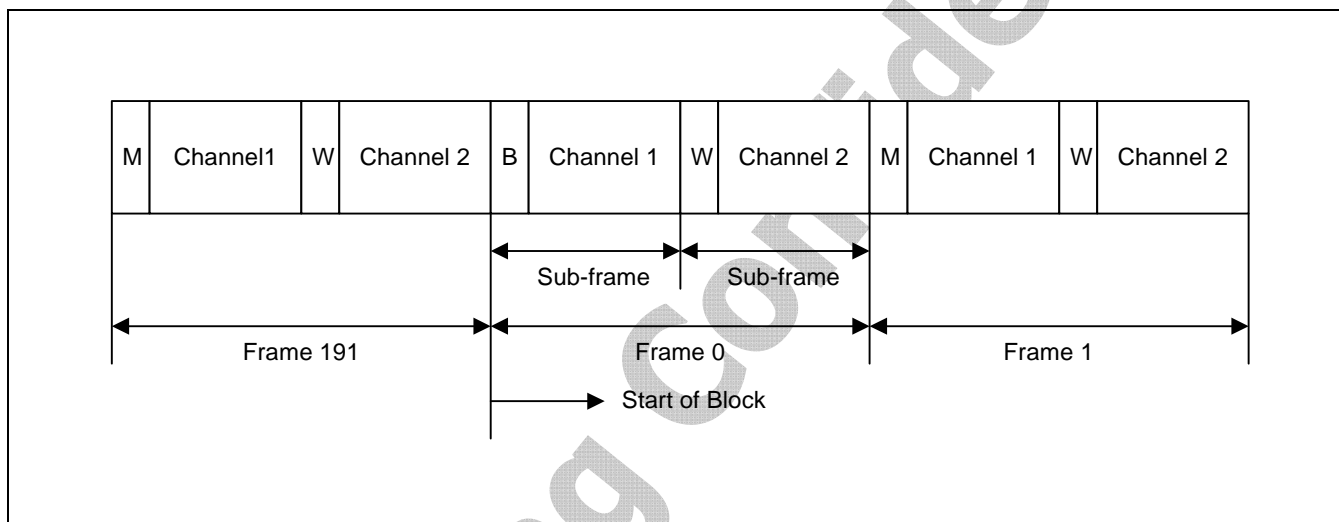 M Channel1 W Channel 2 B Channel 1 W Channel 2 M Channel 1 W Channel 2
Sub-frame Sub-frame
Frame 191 Frame 0 Frame 1
Start of Block